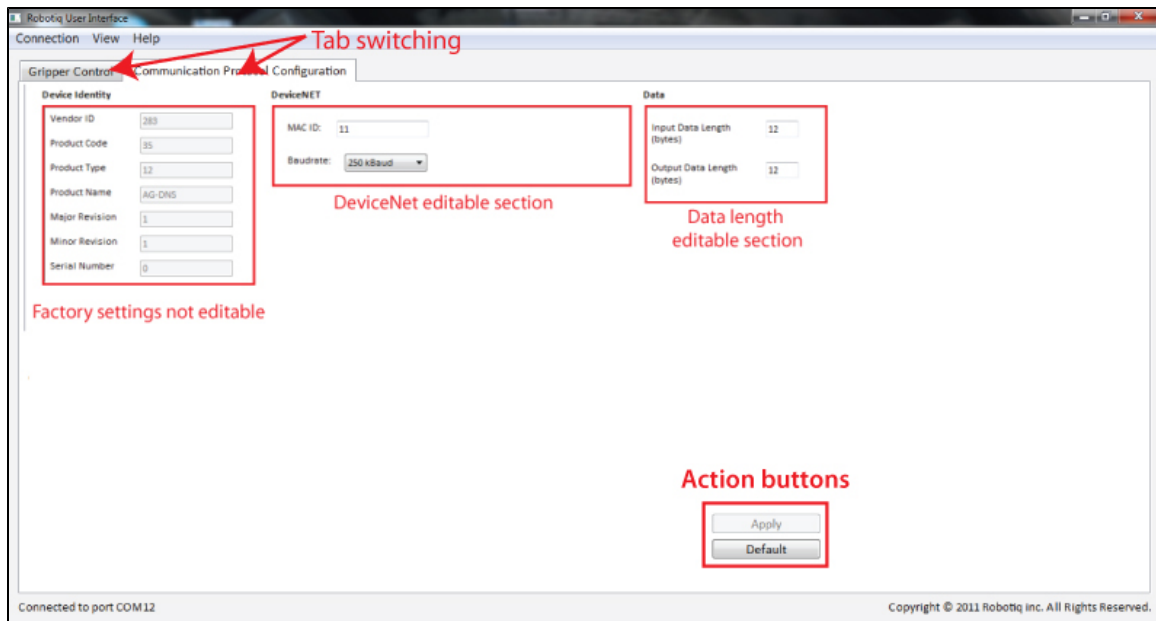 Robotiq User Interface
Connection View Help
Tab switching
Gripper Control
Communication Protocol Configuration
Device Identity
Vendor ID 283
Product Code 35
Product Type 12
Product Name AG-DNS
Major Revision 1
Minor Revision 1
Serial Number 0
Factory settings not editable
DeviceNET
MAC ID: 11
Baudrate: 250 kBaud
DeviceNet editable section
Data
Input Data Length 12
(bytes)
Output Data Length 12
(bytes)
Data length
editable section
Action buttons
Apply
Default
Connected to port COM12
Copyright © 2011 Robotiq inc. All Rights Reserved.